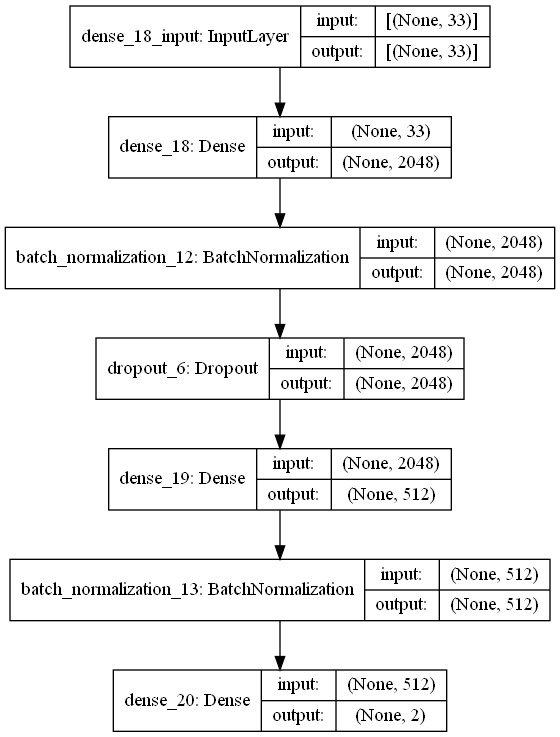 dense_18_input: InputLayer
input: [(None, 33)]
output: [(None, 33)]
dense_18: Dense
input: (None, 33)
output: (None, 2048)
batch_normalization_12: BatchNormalization
input: (None, 2048)
output: (None, 2048)
dropout_6: Dropout
input: (None, 2048)
output: (None, 2048)
dense_19: Dense
input: (None, 2048)
output: (None, 512)
batch_normalization_13: BatchNormalization
input: (None, 512)
output: (None, 512)
dense_20: Dense
input: (None, 512)
output: (None, 2)